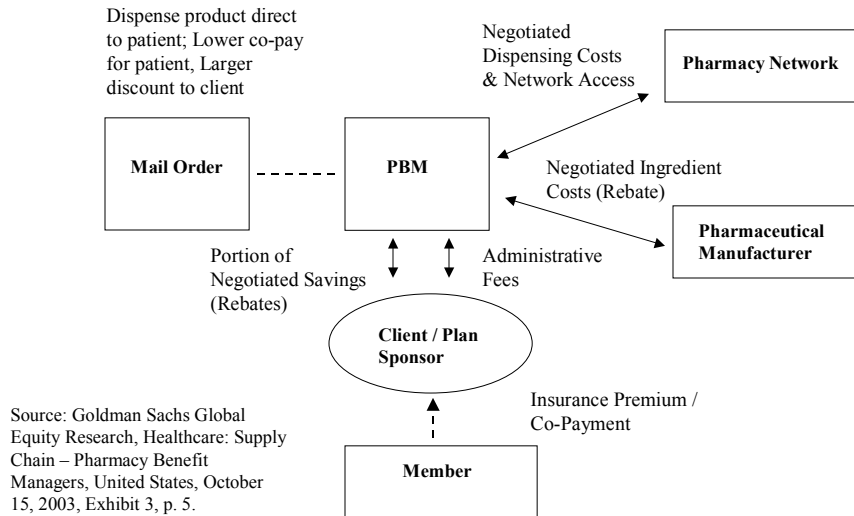 Dispense product direct
to patient; Lower co-pay
for patient, Larger
discount to client
Negotiated
Dispensing Costs
& Network Access
Pharmacy Network
Mail Order
PBM
Negotiated Ingredient
Costs (Rebate)
Pharmaceutical
Manufacturer
Portion of
Negotiated Savings
(Rebates)
Administrative
Fees
Client / Plan
Sponsor
Insurance Premium /
Co-Payment
Member
Source: Goldman Sachs Global
Equity Research, Healthcare: Supply
Chain – Pharmacy Benefit
Managers, United States, October
15, 2003, Exhibit 3, p. 5.